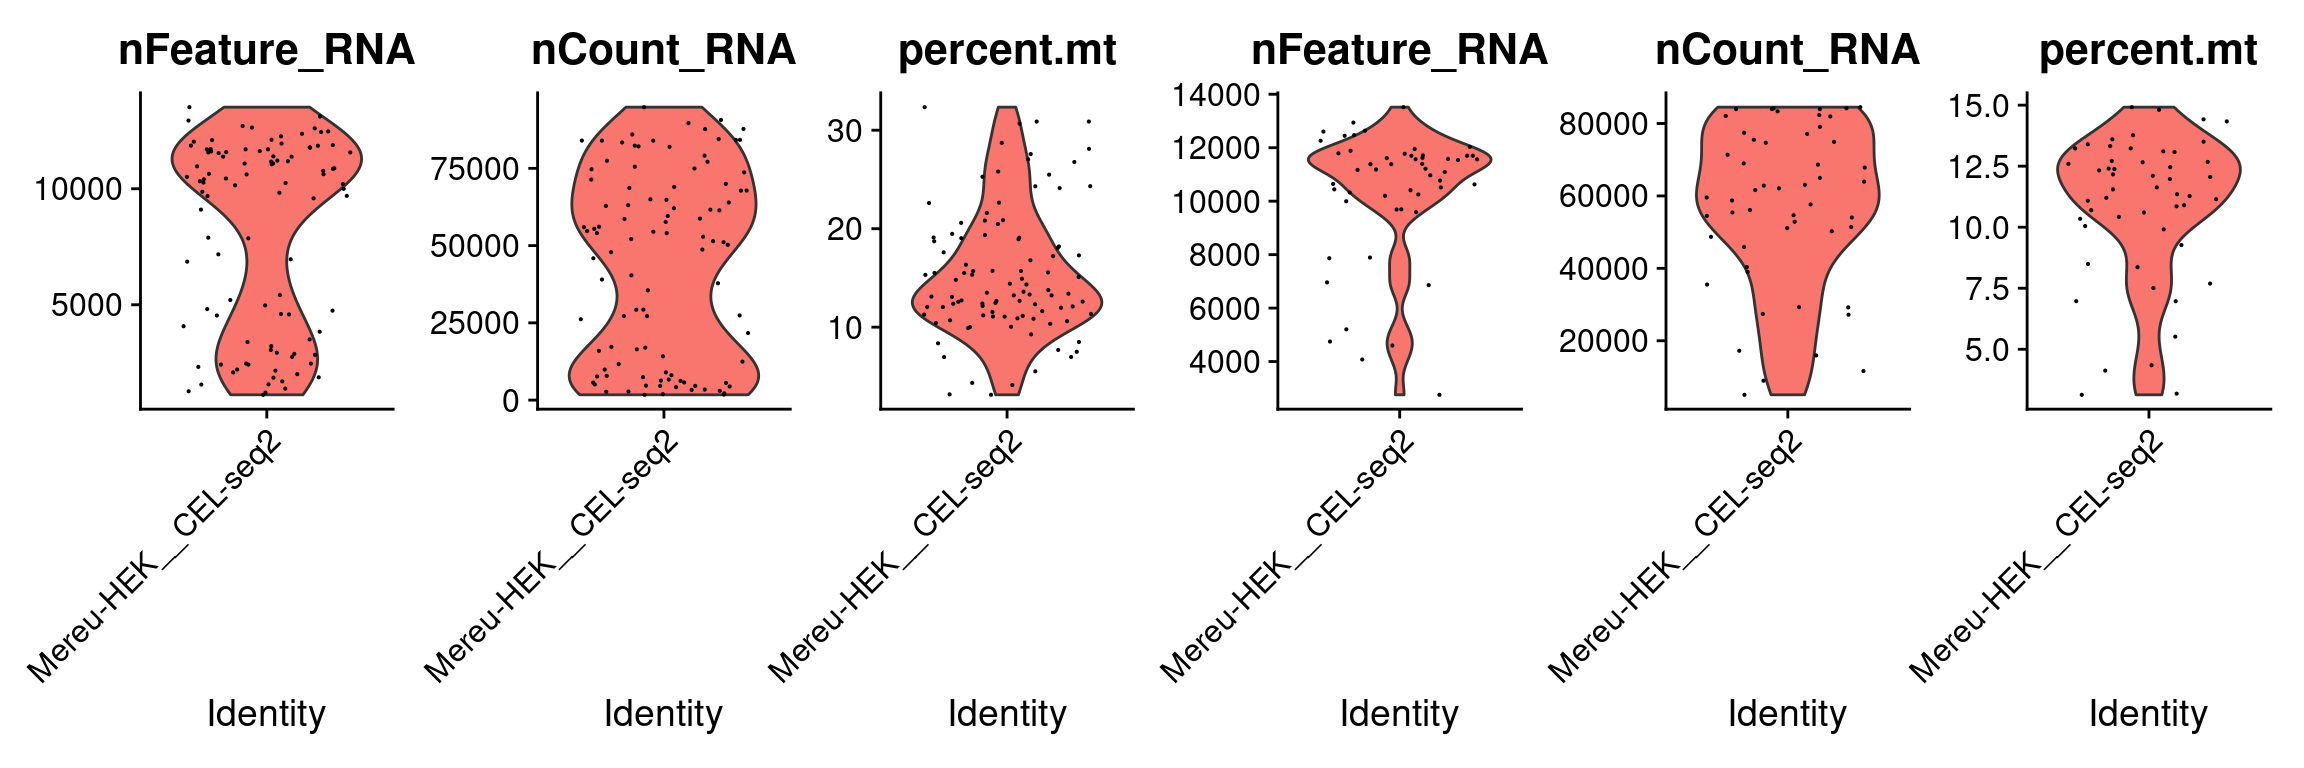 nFeature_RNA
10000
5000
Mereu-HEK__CEL-seq2
Identity
nCount_RNA
75000
50000
25000
0
Mereu-HEK__CEL-seq2
Identity
percent.mt
30
20
10
Mereu-HEK__CEL-seq2
Identity
nFeature_RNA
14000
12000
10000
8000
6000
4000
Mereu-HEK__CEL-seq2
Identity
nCount_RNA
80000
60000
40000
20000
Mereu-HEK__CEL-seq2
Identity
percent.mt
15.0
12.5
10.0
7.5
5.0
Mereu-HEK__CEL-seq2
Identity